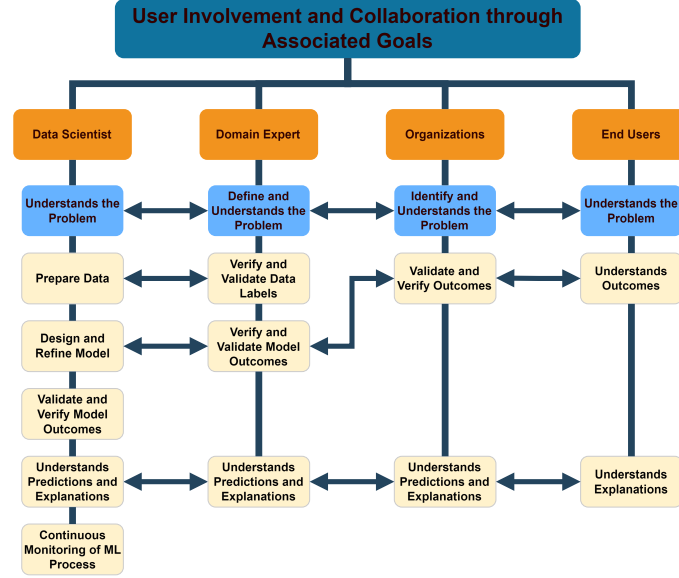 User Involvement and Collaboration through
Associated Goals
Data Scientist
Domain Expert
Organizations
End Users
Understands the
Problem
Define and
Understands the
Problem
Identify and
Understands the
Problem
Understands the
Problem
Prepare Data
Verify and
Validate Data
Labels
Validate and
Verify Outcomes
Understands
Outcomes
Design and
Refine Model
Verify and
Validate Model
Outcomes
Validate and
Verify Model
Outcomes
Understands
Predictions and
Explanations
Understands
Predictions and
Explanations
Understands
Predictions and
Explanations
Understands
Explanations
Continuous
Monitoring of ML
Process